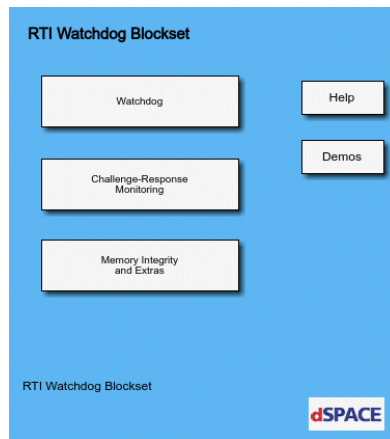 RTI Watchdog Blockset
Watchdog
Help
Challenge-Response
Monitoring
Demos
Memory Integrity
and Extras
RTI Watchdog Blockset
dSPACE